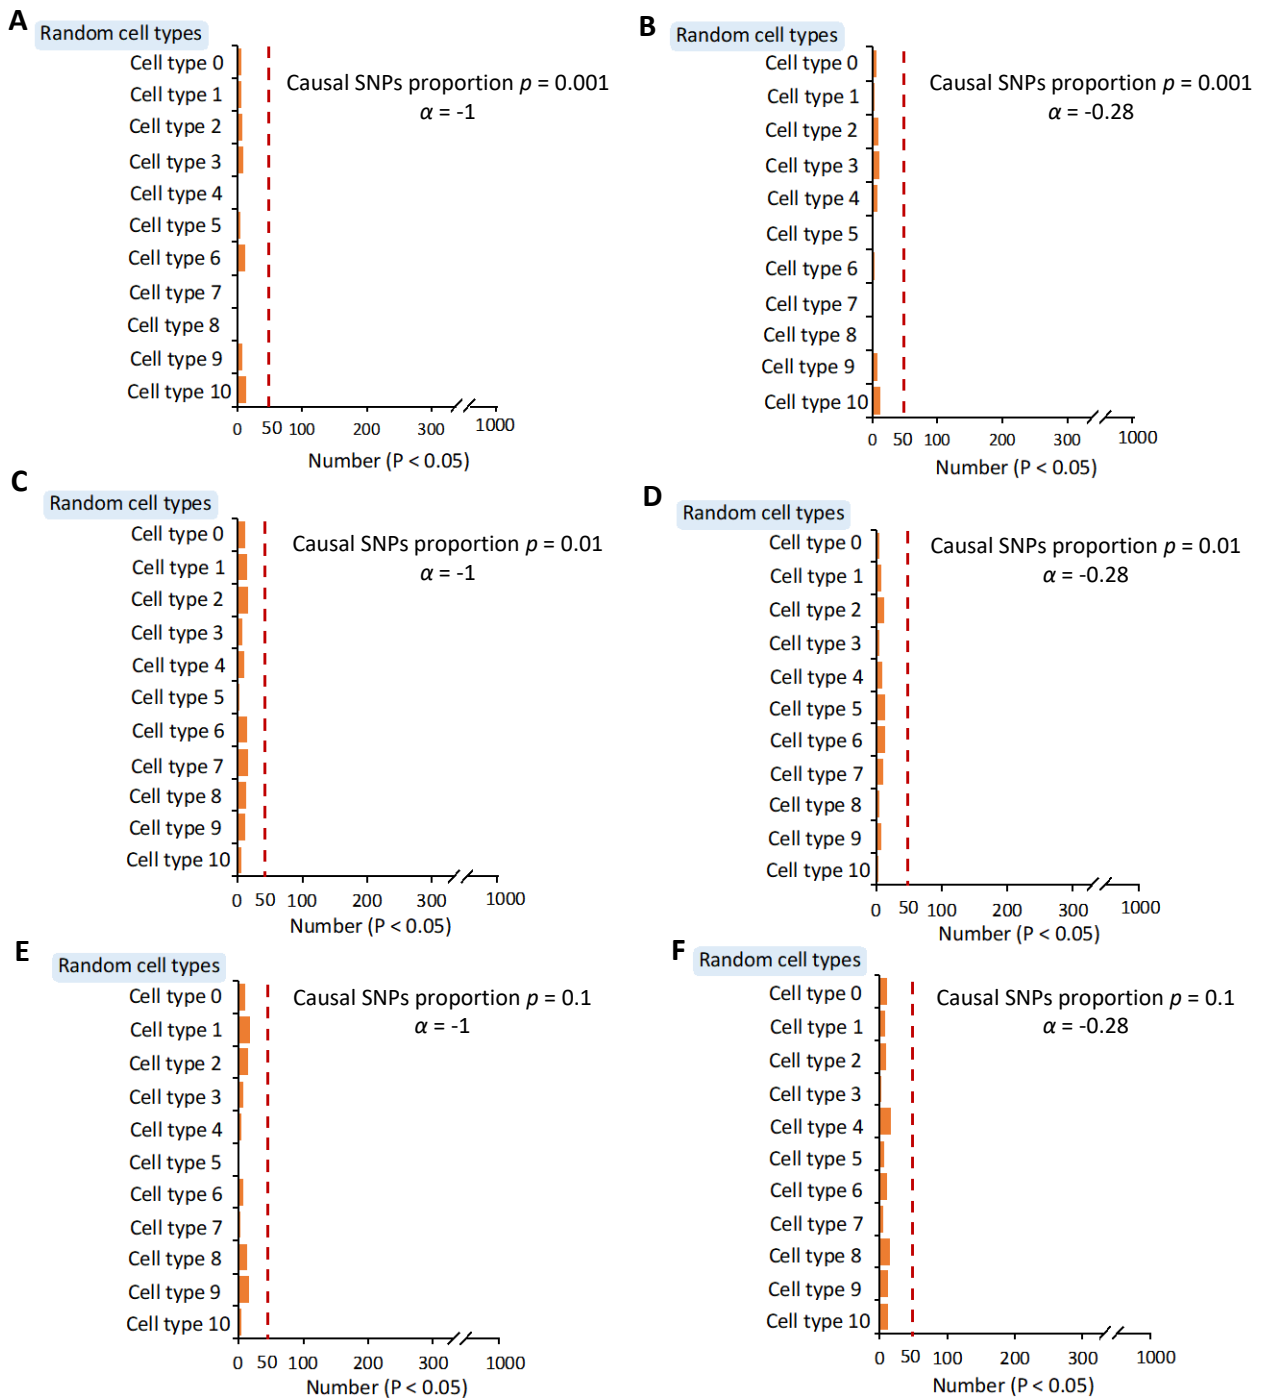 A
Random cell types
Cell type 0
Cell type 1
Cell type 2
Cell type 3
Cell type 4
Cell type 5
Cell type 6
Cell type 7
Cell type 8
Cell type 9
Cell type 10
Causal SNPs proportion p = 0.001
α = -1
0 50 100 200 300 1000
Number (P < 0.05)
B
Random cell types
Cell type 0
Cell type 1
Cell type 2
Cell type 3
Cell type 4
Cell type 5
Cell type 6
Cell type 7
Cell type 8
Cell type 9
Cell type 10
Causal SNPs proportion p = 0.001
α = -0.28
0 50 100 200 300 1000
Number (P < 0.05)
C
Random cell types
Cell type 0
Cell type 1
Cell type 2
Cell type 3
Cell type 4
Cell type 5
Cell type 6
Cell type 7
Cell type 8
Cell type 9
Cell type 10
Causal SNPs proportion p = 0.01
α = -1
0 50 100 200 300 1000
Number (P < 0.05)
D
Random cell types
Cell type 0
Cell type 1
Cell type 2
Cell type 3
Cell type 4
Cell type 5
Cell type 6
Cell type 7
Cell type 8
Cell type 9
Cell type 10
Causal SNPs proportion p = 0.01
α = -0.28
0 50 100 200 300 1000
Number (P < 0.05)
E
Random cell types
Cell type 0
Cell type 1
Cell type 2
Cell type 3
Cell type 4
Cell type 5
Cell type 6
Cell type 7
Cell type 8
Cell type 9
Cell type 10
Causal SNPs proportion p = 0.1
α = -1
0 50 100 200 300 1000
Number (P < 0.05)
F
Random cell types
Cell type 0
Cell type 1
Cell type 2
Cell type 3
Cell type 4
Cell type 5
Cell type 6
Cell type 7
Cell type 8
Cell type 9
Cell type 10
Causal SNPs proportion p = 0.1
α = -0.28
0 50 100 200 300 1000
Number (P < 0.05)